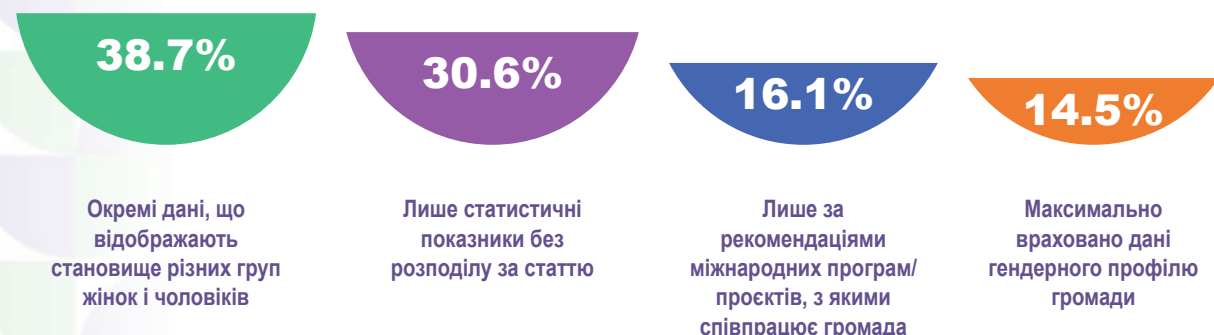 38.7%
30.6%
16.1%
14.5%
Окремі дані, що
відображають
становище різних груп
жінок і чоловіків
Лише статистичні
показники без
розподілу за статтю
Лише за
рекомендаціями
міжнародних програм/
проєктів, з якими
співпрацює громада
Максимально
враховано дані
гендерного профілю
громади